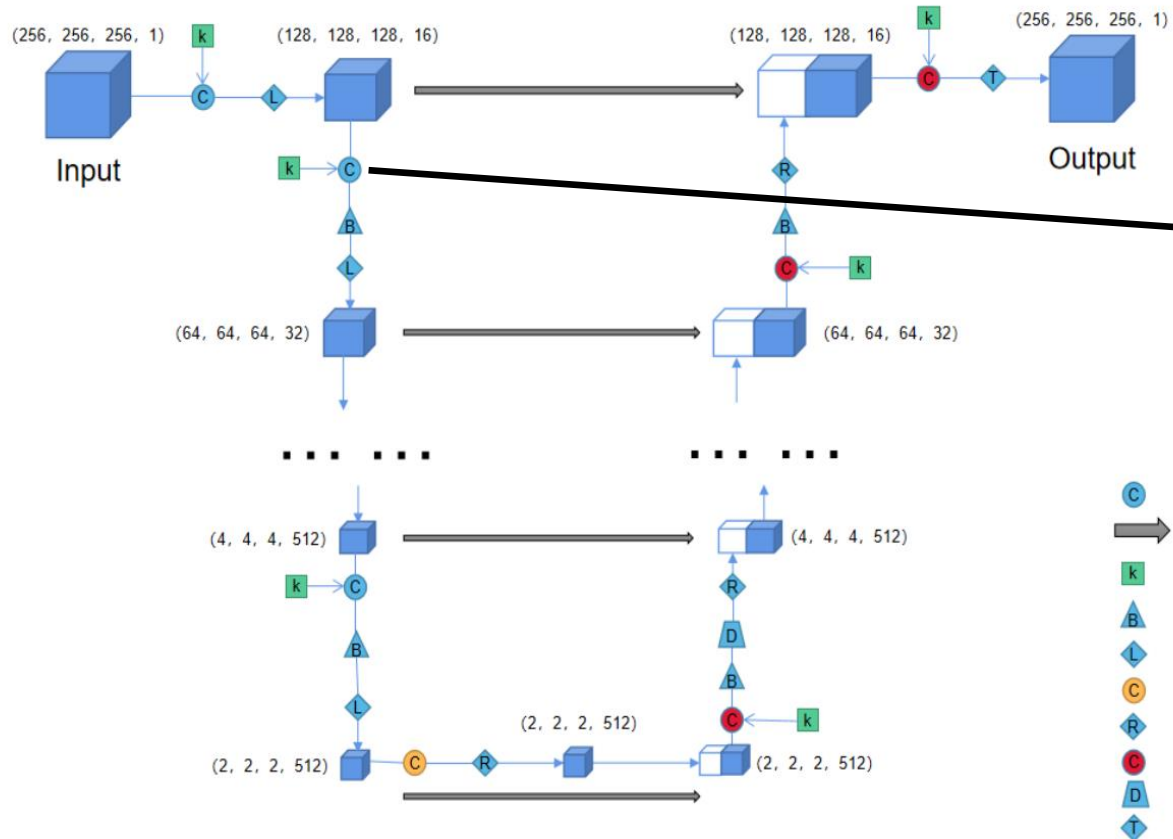 (256, 256, 256, 1) k (128, 128, 128, 16) (128, 128, 128, 16) k (256, 256, 256, 1)
C L C T
Input k C R Output
B B
L C k
(64, 64, 64, 32) (64, 64, 64, 32)
... ... ... ...
C
(4, 4, 4, 512) (4, 4, 4, 512)
k C R k
B D B
B L
L (2, 2, 2, 512) C k C
(2, 2, 2, 512) C R (2, 2, 2, 512) R
C
D
T